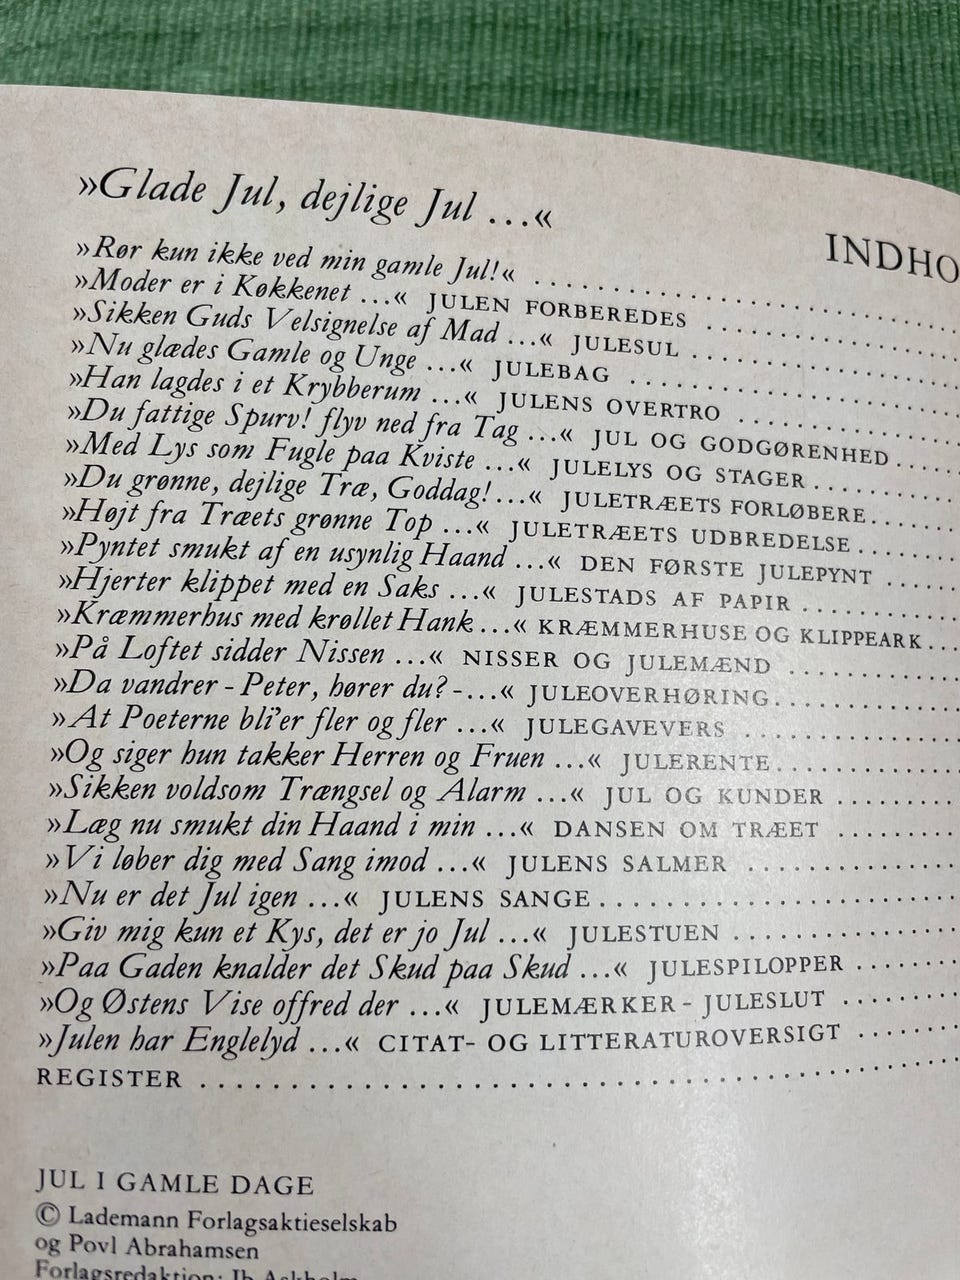 »Glade Jul, dejlige Jul ...«
INDHO
»Rør kun ikke ved min gamle Jul!« ..........
»Moder er i Køkkenet ...« JULEN FORBEREDES ..........
»Sikken Guds Velsignelse af Mad ...« JULESUL ..........
»Nu glædes Gamle og Unge ...« JULEBAG ..........
»Han lagdes i et Krybberum ...« JULENS OVERTRO ..........
»Du fattige Spurv! flyv ned fra Tag ...« JUL OG GODGØRENHED .....
»Med Lys som Fugle paa Kviste ...« JULELYS OG STAGER ..........
»Du grønne, dejlige Træ, Goddag!...« JULETRÆETS FORLØBERE .......
»Højt fra Træets grønne Top ...« JULETRÆETS UDBREDELSE ........
»Pyntet smukt af en usynlig Haand ...« DEN FØRSTE JULEPYNT ......
»Hjerter klippet med en Saks ...« JULESTADS AF PAPIR ..........
»Kræmmerhus med krøllet Hank ...« KRÆMMERHUSE OG KLIPPEARK ...
»På Loftet sidder Nissen ...« NISSER OG JULEMÆND ..........
»Da vandrer - Peter, hører du? -...« JULEOVERHØRING ..........
»At Poeterne bli'er fler og fler ...« JULEGAVEVERS ..........
»Og siger hun takker Herren og Fruen ...« JULERENTE ..........
»Sikken voldsom Trængsel og Alarm ...« JUL OG KUNDER ..........
»Læg nu smukt din Haand i min ...« DANSEN OM TRÆET ..........
»Vi løber dig med Sang imod ...« JULENS SALMER ..........
»Nu er det Jul igen ...« JULENS SANGE ..........
»Giv mig kun et Kys, det er jo Jul ...« JULESTUEN ..........
»Paa Gaden knalder det Skud paa Skud ...« JULESPILOPPER ........
»Og Østens Vise offred der ...« JULEMÆRKER - JULESLUT .........
»Julen har Englelyd ...« CITAT- OG LITTERATUROVERSIGT ........
REGISTER ..........
JUL I GAMLE DAGE
© Lademann Forlagsaktieselskab
og Povl Abrahamsen
Forlagsredaktion: Ib Askholm